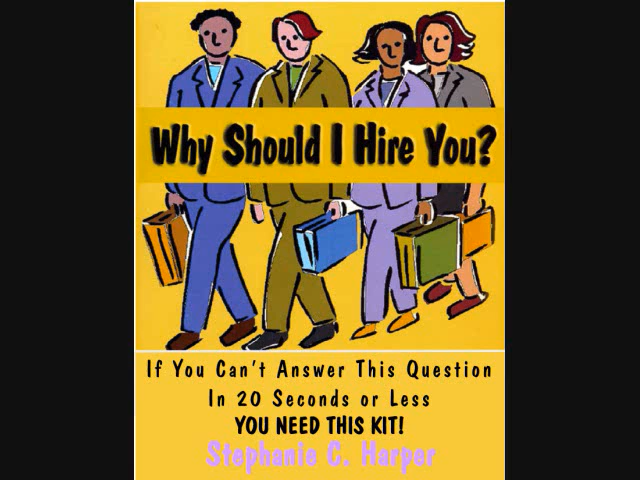 Why Should I Hire You?
If You Can't Answer This Question
In 20 Seconds or Less
YOU NEED THIS KIT!
Stephanie C. Harper